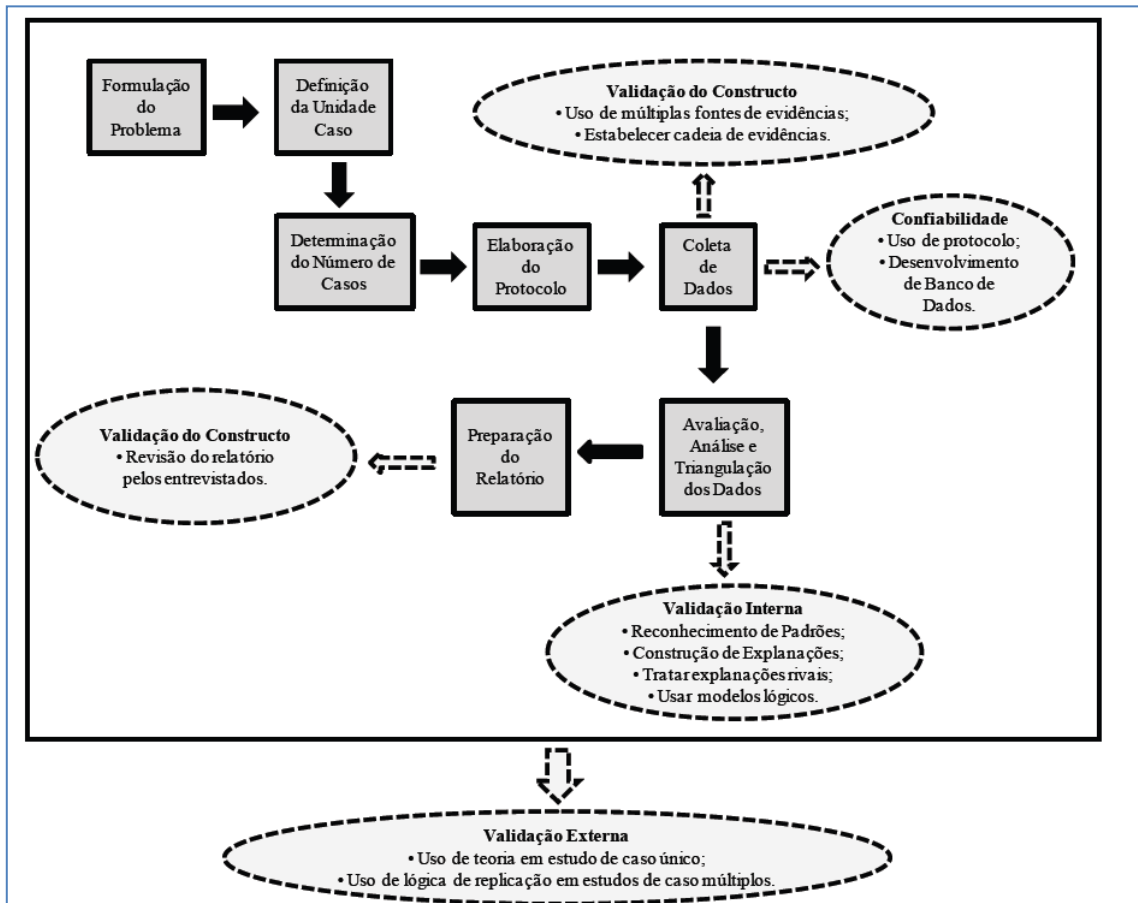 Formulação
do
Problema
Definição
da Unidade
Caso
Validação do Constructo
• Uso de múltiplas fontes de evidências;
• Estabelecer cadeia de evidências.
Determinação
do Número de
Casos
Elaboração
do
Protocolo
Coleta
de
Dados
Confiabilidade
• Uso de protocolo;
• Desenvolvimento
de Banco de
Dados.
Validação do Constructo
• Revisão do relatório
pelos entrevistados.
Preparação
do
Relatório
Avaliação,
Análise e
Triangulação
dos Dados
Validação Interna
• Reconhecimento de Padrões;
• Construção de Explanações;
• Tratar explanações rivais;
• Usar modelos lógicos.
Validação Externa
• Uso de teoria em estudo de caso único;
• Uso de lógica de replicação em estudos de caso múltiplos.